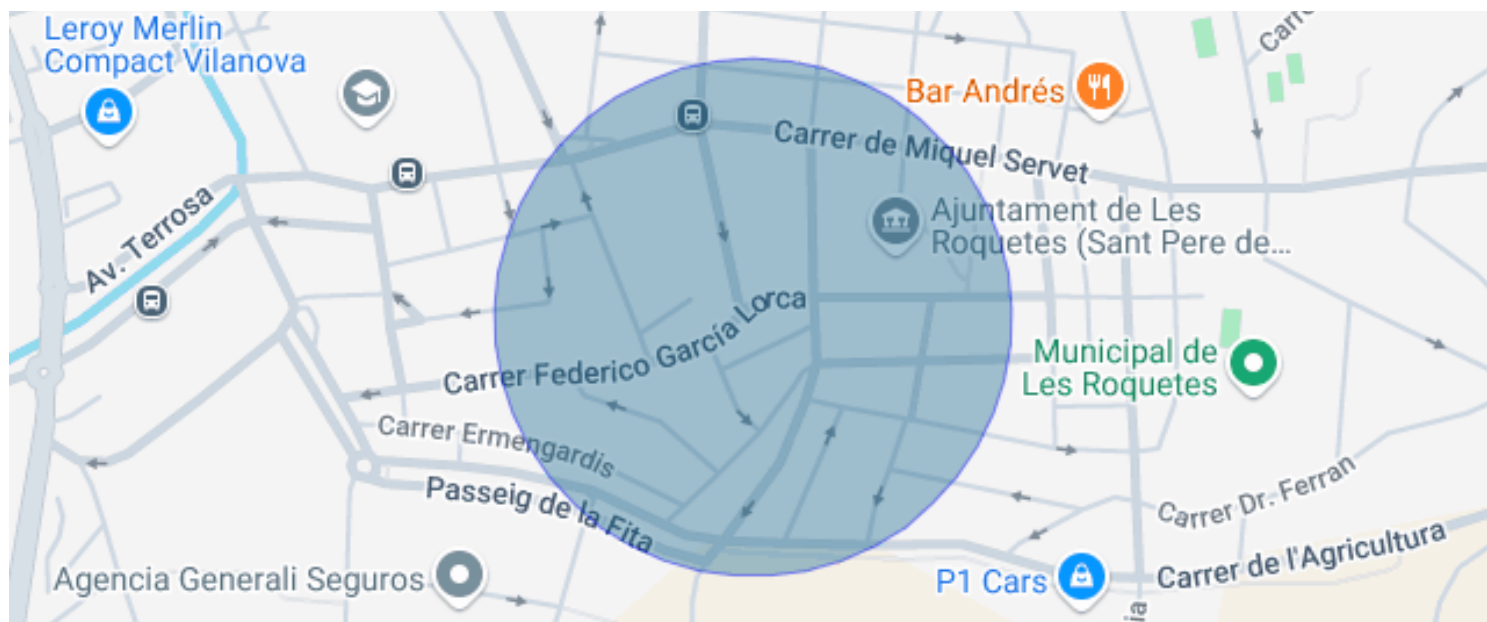 Leroy Merlin
Compact Vilanova
Carre
Bar Andrés
Carrer de Miquel Servet
Av. Terrosa
Ajuntament de Les
Roquetes (Sant Pere de...
Carrer Federico García Lorca
Municipal de
Les Roquetes
Carrer Ermengardis
Passeig de la Fita
Carrer Dr. Ferran
Carrer de l'Agricultura
Agencia Generali Seguros
P1 Cars
ia